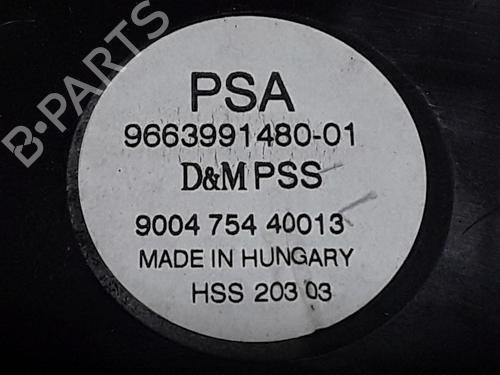 B-PARTS
PSA
9663991480-01
D&M PSS
9004 754 40013
MADE IN HUNGARY
HSS 203 03